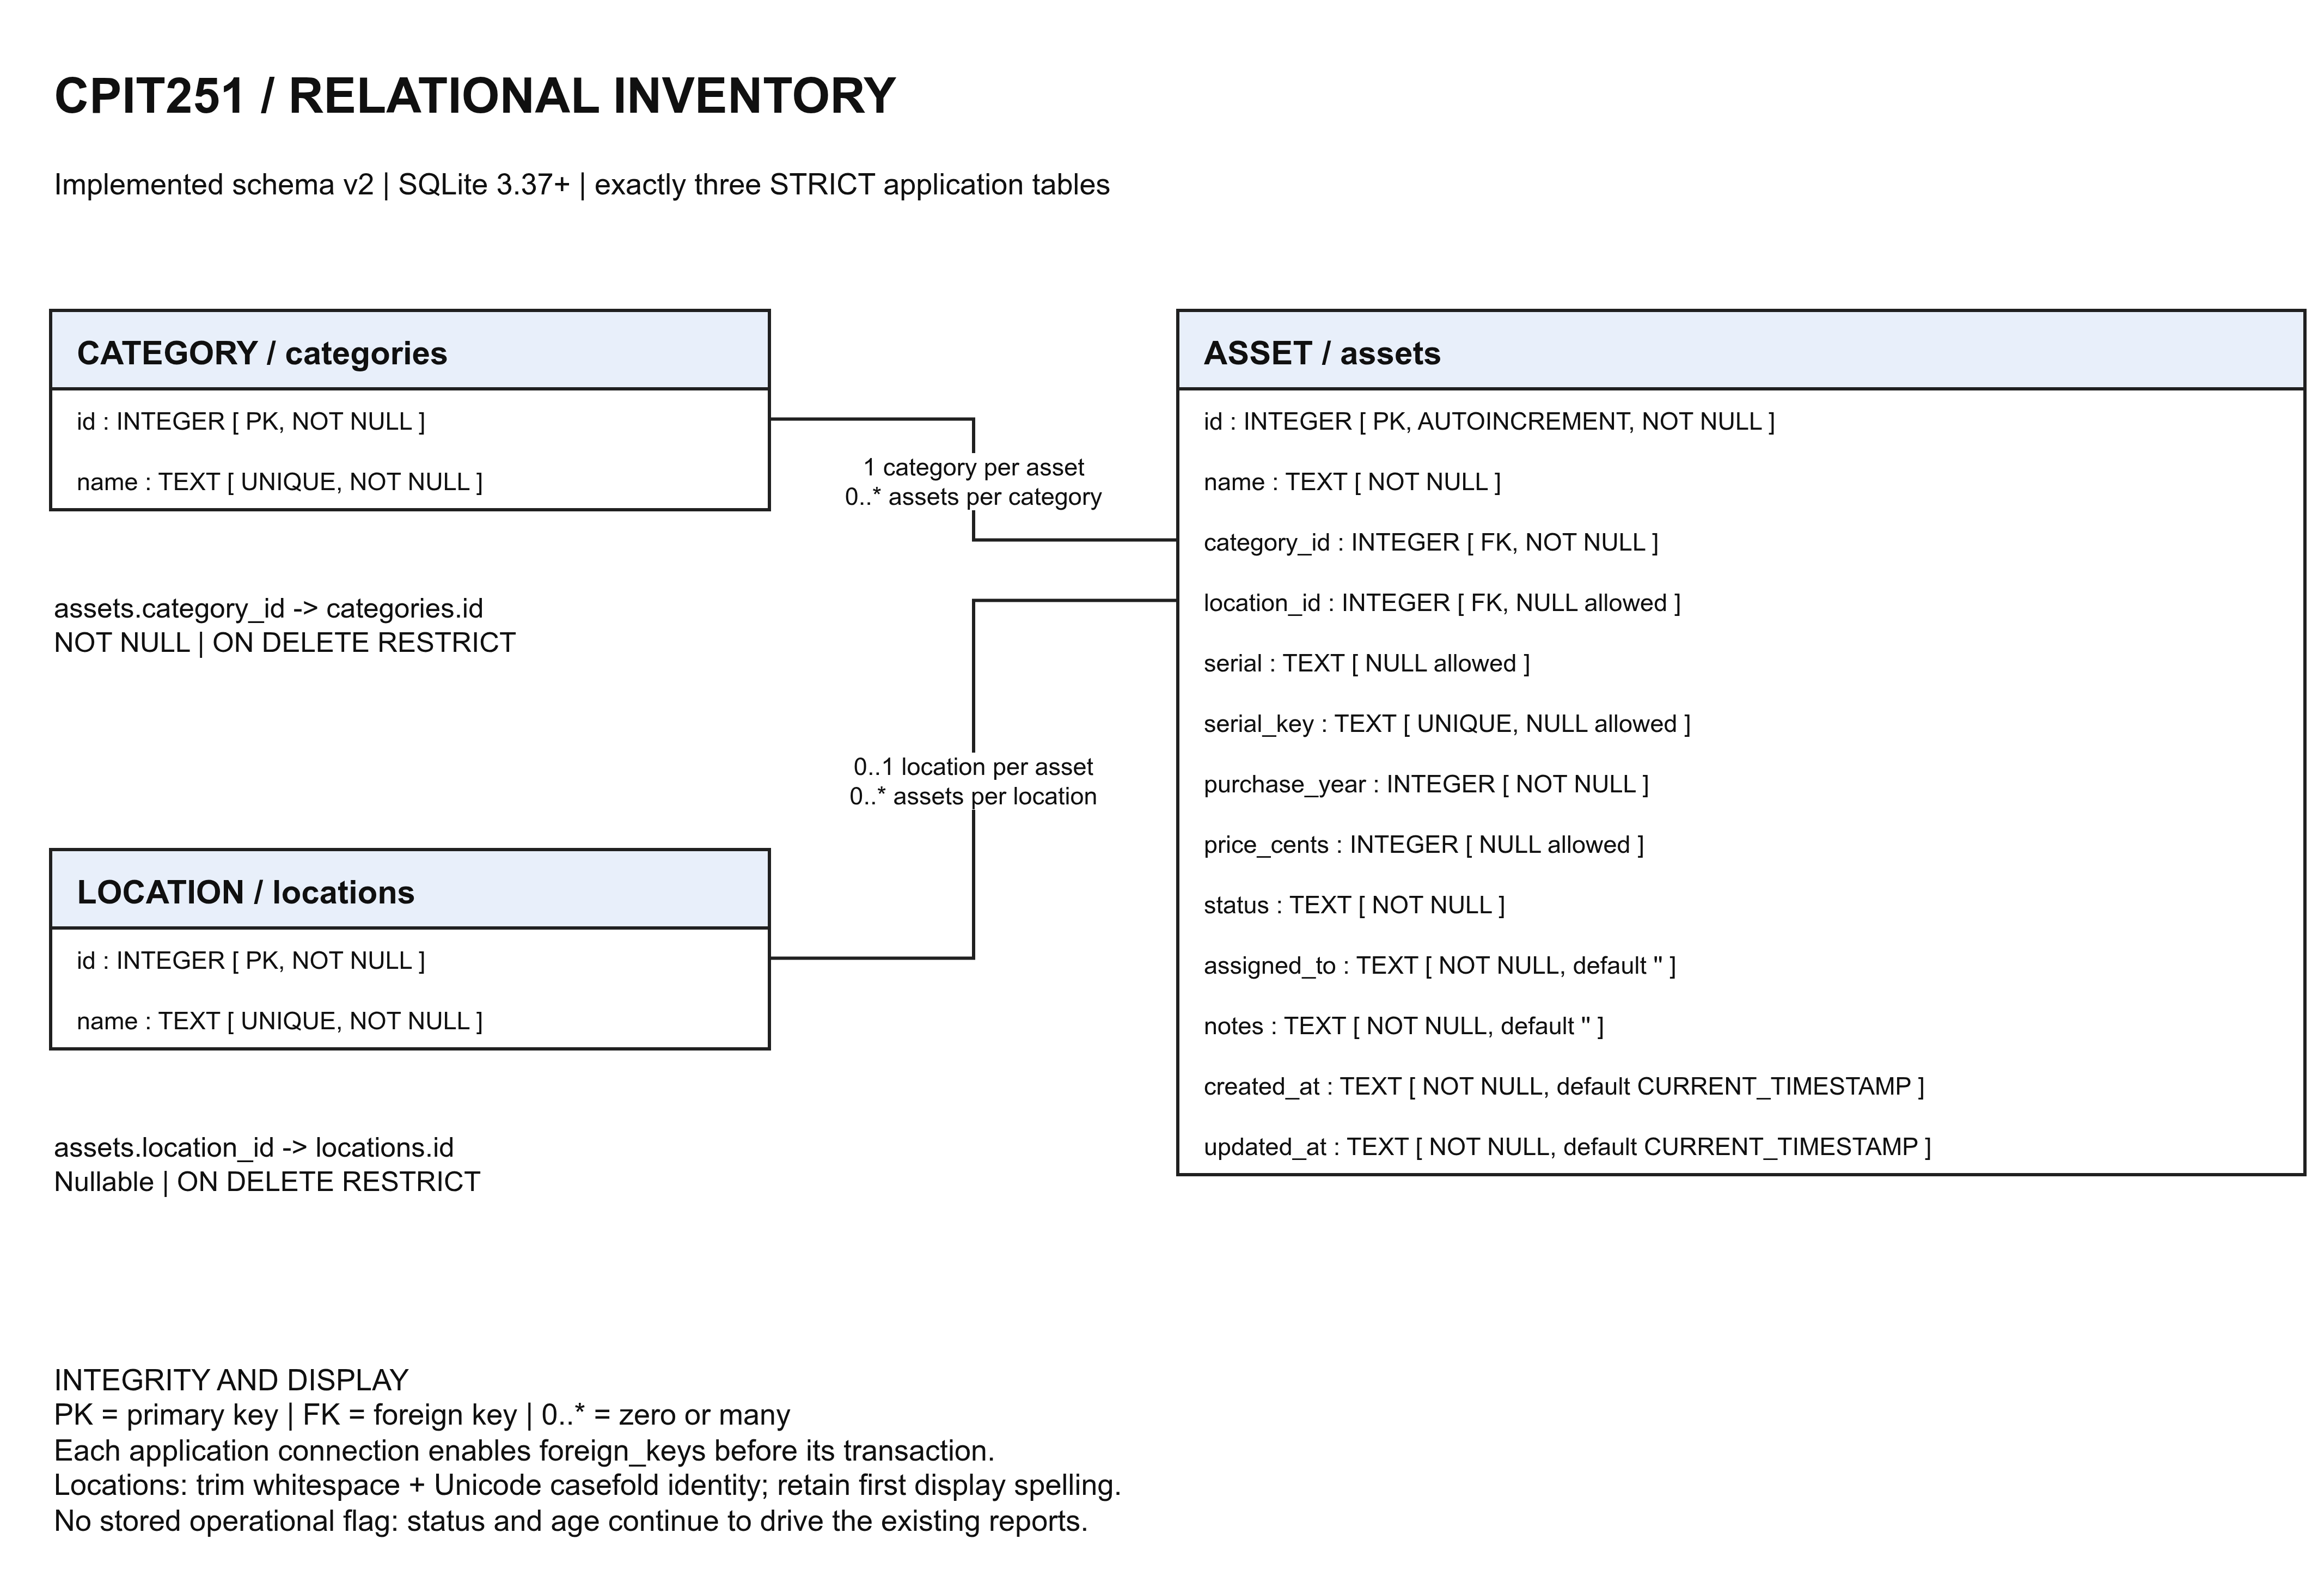 CPIT251 / RELATIONAL INVENTORY
Implemented schema v2 | SQLite 3.37+ | exactly three STRICT application tables
CATEGORY / categories
id : INTEGER [ PK, NOT NULL ]
name : TEXT [ UNIQUE, NOT NULL ]
assets.category_id -> categories.id
NOT NULL | ON DELETE RESTRICT
1 category per asset
0..* assets per category
0..1 location per asset
0..* assets per location
LOCATION / locations
id : INTEGER [ PK, NOT NULL ]
name : TEXT [ UNIQUE, NOT NULL ]
assets.location_id -> locations.id
Nullable | ON DELETE RESTRICT
ASSET / assets
id : INTEGER [ PK, AUTOINCREMENT, NOT NULL ]
name : TEXT [ NOT NULL ]
category_id : INTEGER [ FK, NOT NULL ]
location_id : INTEGER [ FK, NULL allowed ]
serial : TEXT [ NULL allowed ]
serial_key : TEXT [ UNIQUE, NULL allowed ]
purchase_year : INTEGER [ NOT NULL ]
price_cents : INTEGER [ NULL allowed ]
status : TEXT [ NOT NULL ]
assigned_to : TEXT [ NOT NULL, default '' ]
notes : TEXT [ NOT NULL, default '' ]
created_at : TEXT [ NOT NULL, default CURRENT_TIMESTAMP ]
updated_at : TEXT [ NOT NULL, default CURRENT_TIMESTAMP ]
INTEGRITY AND DISPLAY
PK = primary key | FK = foreign key | 0..* = zero or many
Each application connection enables foreign_keys before its transaction.
Locations: trim whitespace + Unicode casefold identity; retain first display spelling.
No stored operational flag: status and age continue to drive the existing reports.